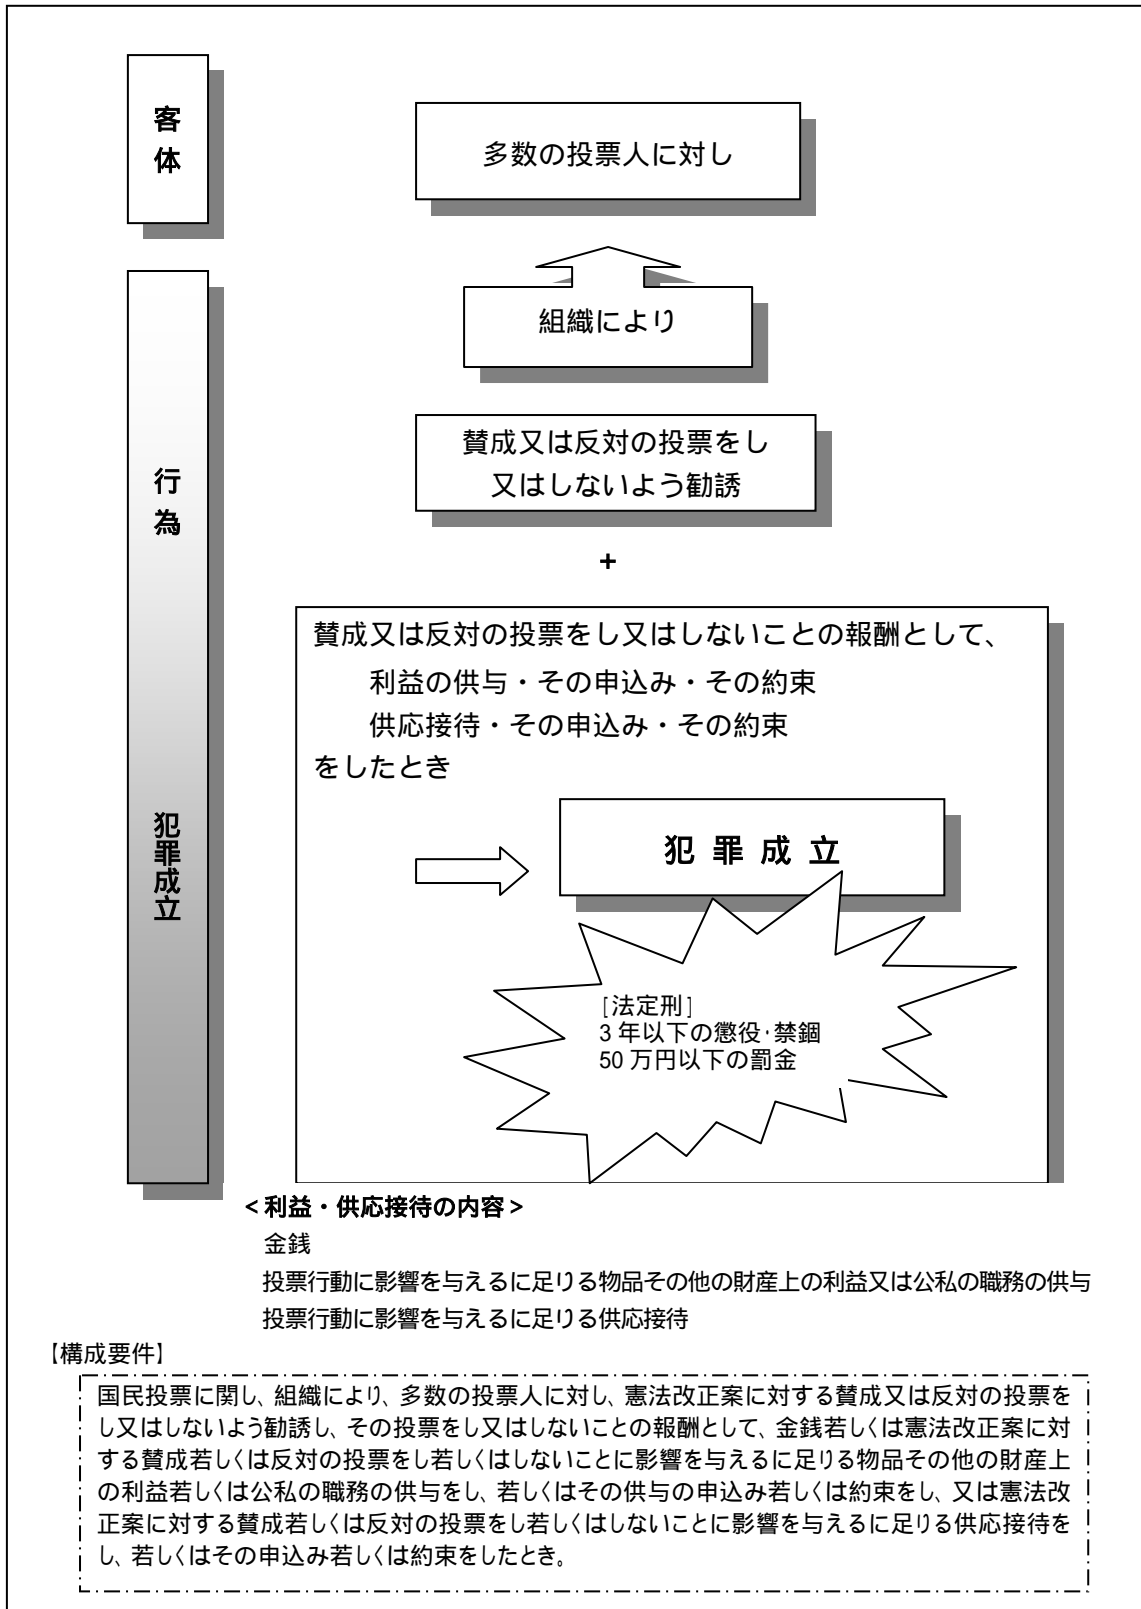 客体
多数の投票人に対し
組織により
行為
賛成又は反対の投票をし
又はしないよう勧誘
+
賛成又は反対の投票をし又はしないことの報酬として、
利益の供与・その申込み・その約束
供応接待・その申込み・その約束
をしたとき
犯罪成立
犯罪成立
[法定刑]
3年以下の懲役・禁錮
50万円以下の罰金
<利益・供応接待の内容>
金銭
投票行動に影響を与えるに足りる物品その他の財産上の利益又は公私の職務の供与
投票行動に影響を与えるに足りる供応接待
【構成要件】
国民投票に関し、組織により、多数の投票人に対し、憲法改正案に対する賛成又は反対の投票を
し又はしないよう勧誘し、その投票をし又はしないことの報酬として、金銭若しくは憲法改正案に対
する賛成若しくは反対の投票をし若しくはしないことに影響を与えるに足りる物品その他の財産上
の利益若しくは公私の職務の供与をし、若しくはその供与の申込み若しくは約束をし、又は憲法改
正案に対する賛成若しくは反対の投票をし若しくはしないことに影響を与えるに足りる供応接待を
し、若しくはその申込み若しくは約束をしたとき。